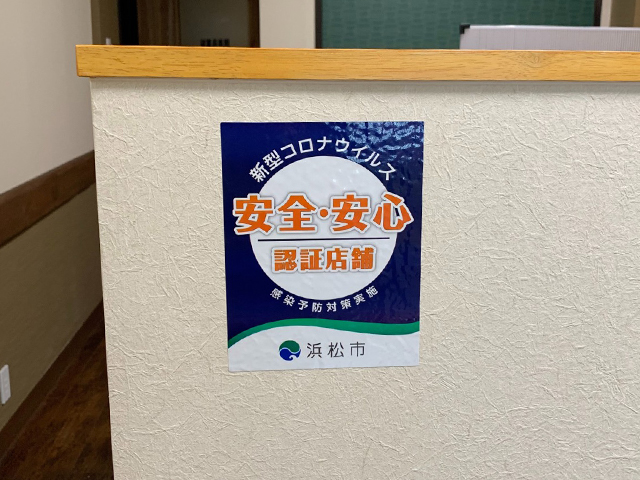 新型コロナウイルス
安全・安心
認証店舗
感染予防対策実施
浜松市